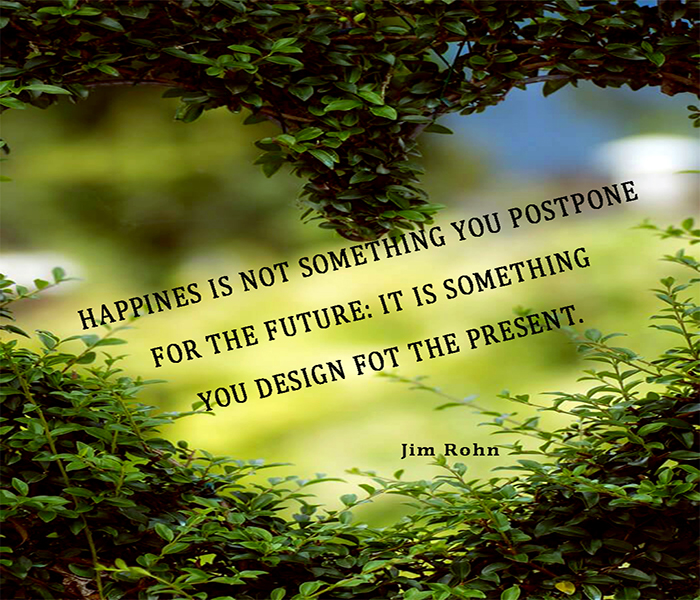 HAPPINES IS NOT SOMETHING YOU POSTPONE
FOR THE FUTURE: IT IS SOMETHING
YOU DESIGN FOT THE PRESENT.
Jim Rohn